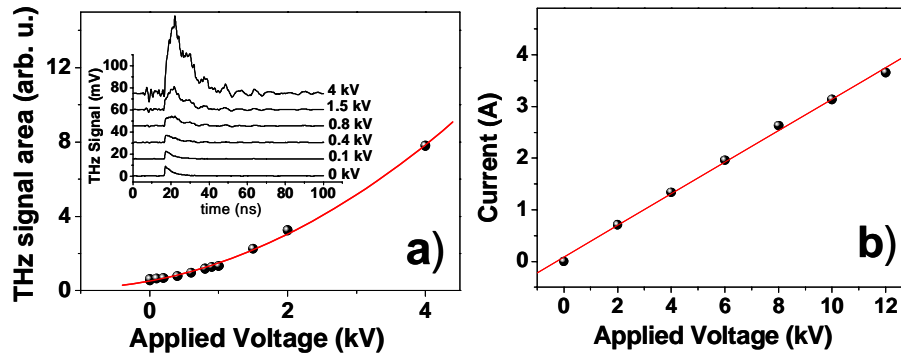 a)
THz signal area (arb. u.)
12
8
4
0
0
2
4
Applied Voltage (kV)
THz Signal (mV)
100
80
60
40
20
0
0
20
40
60
80
100
time (ns)
4 kV
1.5 kV
0.8 kV
0.4 kV
0.1 kV
0 kV
b)
Current (A)
4
3
2
1
0
0
2
4
6
8
10
12
Applied Voltage (kV)